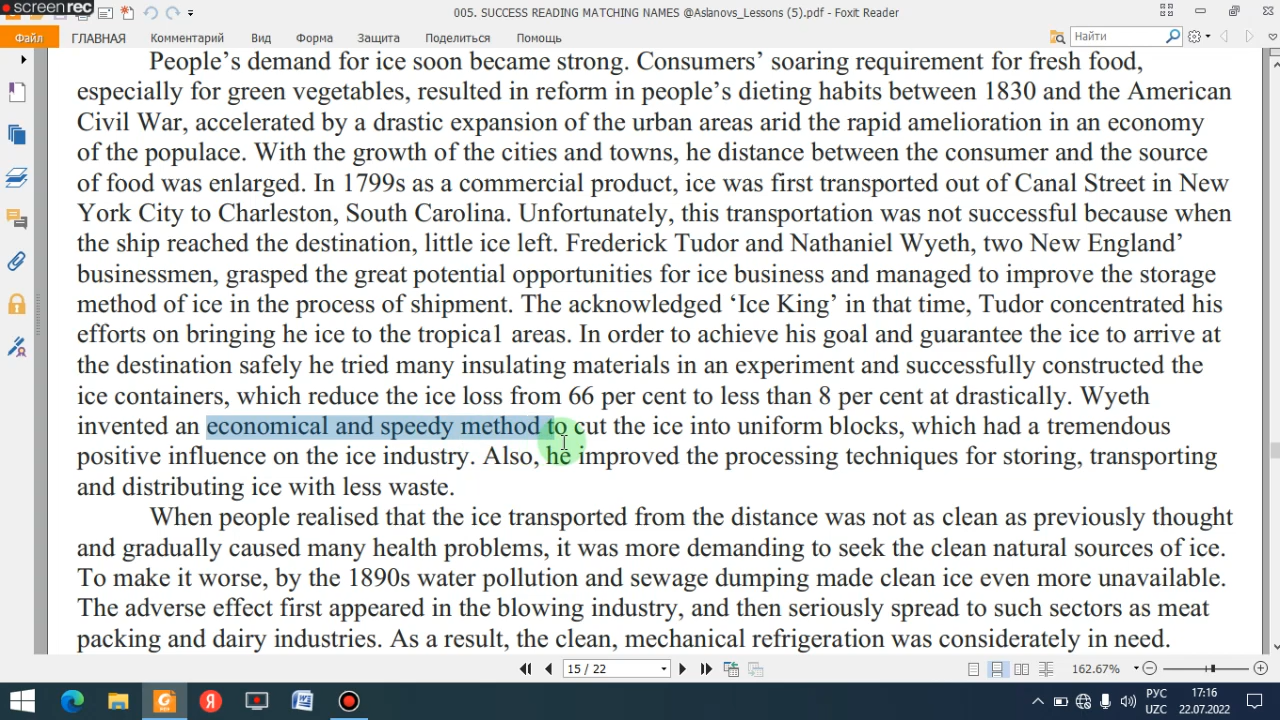 screen rec
005. SUCCESS READING MATCHING NAMES @Aslanovs_Lessons (5).pdf - Foxit Reader
Файл ГЛАВНАЯ Комментарий Вид Форма Защита Поделиться Помощь Найти
People's demand for ice soon became strong. Consumers' soaring requirement for fresh food,
especially for green vegetables, resulted in reform in people's dieting habits between 1830 and the American
Civil War, accelerated by a drastic expansion of the urban areas arid the rapid amelioration in an economy
of the populace. With the growth of the cities and towns, he distance between the consumer and the source
of food was enlarged. In 1799s as a commercial product, ice was first transported out of Canal Street in New
York City to Charleston, South Carolina. Unfortunately, this transportation was not successful because when
the ship reached the destination, little ice left. Frederick Tudor and Nathaniel Wyeth, two New England'
businessmen, grasped the great potential opportunities for ice business and managed to improve the storage
method of ice in the process of shipment. The acknowledged ‘Ice King’ in that time, Tudor concentrated his
efforts on bringing he ice to the tropica1 areas. In order to achieve his goal and guarantee the ice to arrive at
the destination safely he tried many insulating materials in an experiment and successfully constructed the
ice containers, which reduce the ice loss from 66 per cent to less than 8 per cent at drastically. Wyeth
invented an economical and speedy method to cut the ice into uniform blocks, which had a tremendous
positive influence on the ice industry. Also, he improved the processing techniques for storing, transporting
and distributing ice with less waste.
When people realised that the ice transported from the distance was not as clean as previously thought
and gradually caused many health problems, it was more demanding to seek the clean natural sources of ice.
To make it worse, by the 1890s water pollution and sewage dumping made clean ice even more unavailable.
The adverse effect first appeared in the blowing industry, and then seriously spread to such sectors as meat
packing and dairy industries. As a result, the clean, mechanical refrigeration was considerately in need.
15 / 22 162.67%
РУС 17:16
UZC 22.07.2022